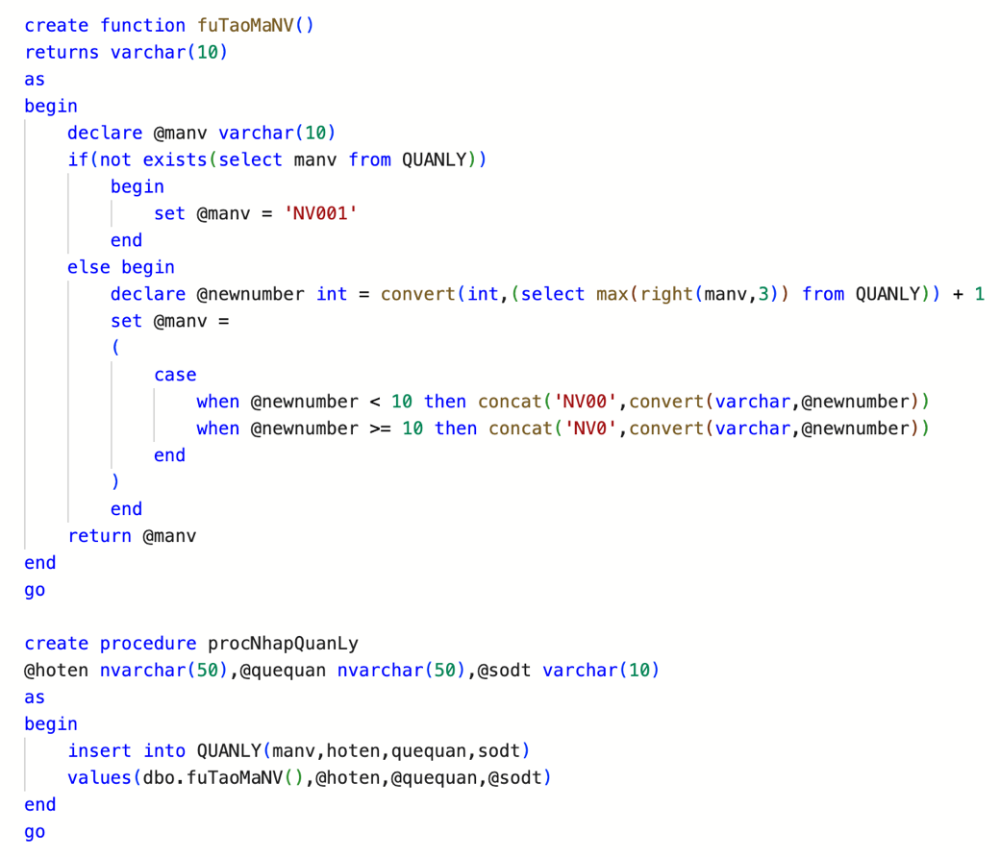 create function fuTaoMaNV()
returns varchar(10)
as
begin
declare @manv varchar(10)
if(not exists(select manv from QUANLY))
begin
set @manv = 'NV001'
end
else begin
declare @newnumber int = convert(int,(select max(right(manv,3)) from QUANLY)) + 1
set @manv =
(
case
when @newnumber < 10 then concat('NV00',convert(varchar,@newnumber))
when @newnumber >= 10 then concat('NV0',convert(varchar,@newnumber))
end
)
end
return @manv
end
go
create procedure procNhapQuanLy
@hoten nvarchar(50),@quequan nvarchar(50),@sodt varchar(10)
as
begin
insert into QUANLY(manv,hoten,quequan,sodt)
values(dbo.fuTaoMaNV(),@hoten,@quequan,@sodt)
end
go